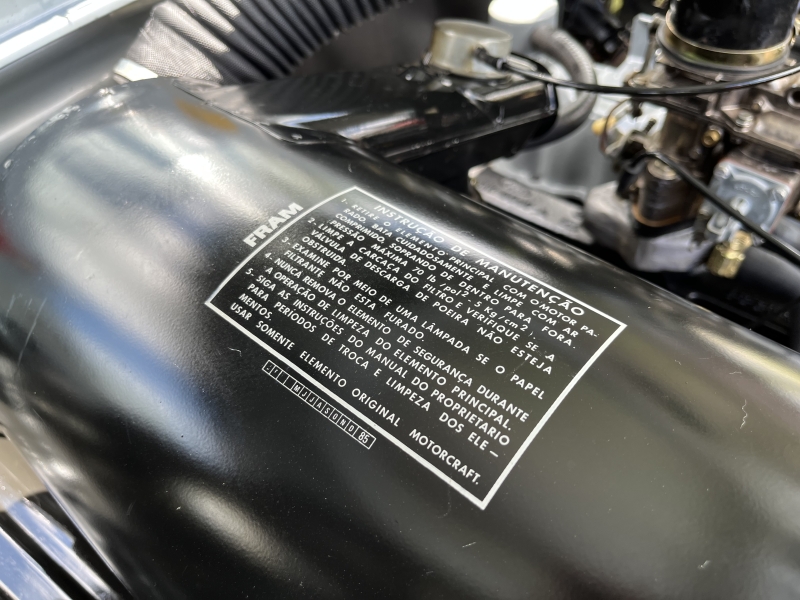 FRAM
INSTRUÇÃO DE MANUTENÇÃO
1. RETIRE O ELEMENTO PRINCIPAL COM O MOTOR PA-
RADO. BATA CUIDADOSAMENTE E LIMPE COM AR
COMPRIMIDO, SOPRANDO DE DENTRO PARA FORA.
PRESSÃO MÁXIMA 70 lb/pol2 - 5 Kg/cm2.
2- LIMPE A CARCAÇA DO FILTRO E VERIFIQUE SE A
VÁLVULA DE DESCARGA DE POEIRA NÃO ESTEJA
OBSTRUIDA.
3- EXAMINE POR MEIO DE UMA LÂMPADA SE O PAPEL
FILTRANTE NÃO ESTA FURADO.
4- NUNCA REMOVA O ELEMENTO DE SEGURANÇA DURANTE
A OPERAÇÃO DE LIMPEZA DO ELEMENTO PRINCIPAL.
5. SIGA AS INSTRUÇÕES DO MANUAL DO PROPRIETARIO
PARA PERÍODOS DE TROCA E LIMPEZA DOS ELE-
MENTOS.
USAR SOMENTE ELEMENTO ORIGINAL MOTORCRAFT.
M J J A S O N D 85